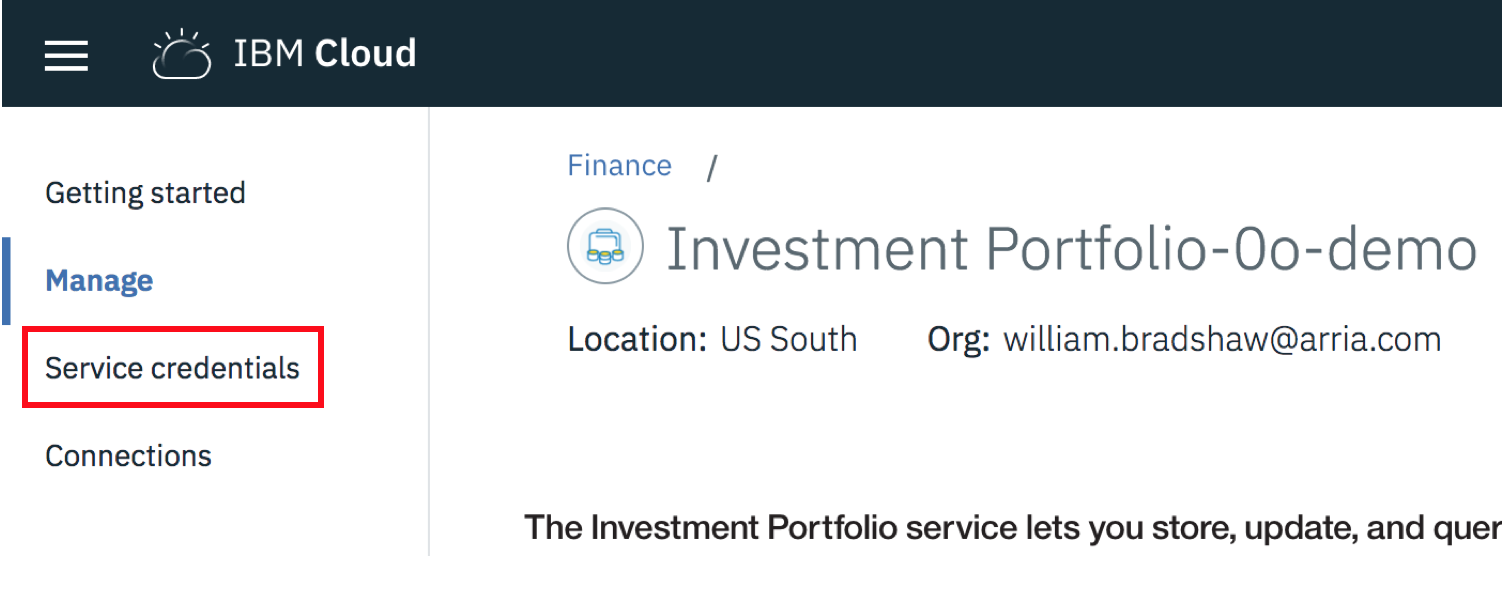 IBM Cloud
Getting started
Manage
Service credentials
Connections
Finance /
Investment Portfolio-0o-demo
Location: US South Org: william.bradshaw@arria.com
The Investment Portfolio service lets you store, update, and quer